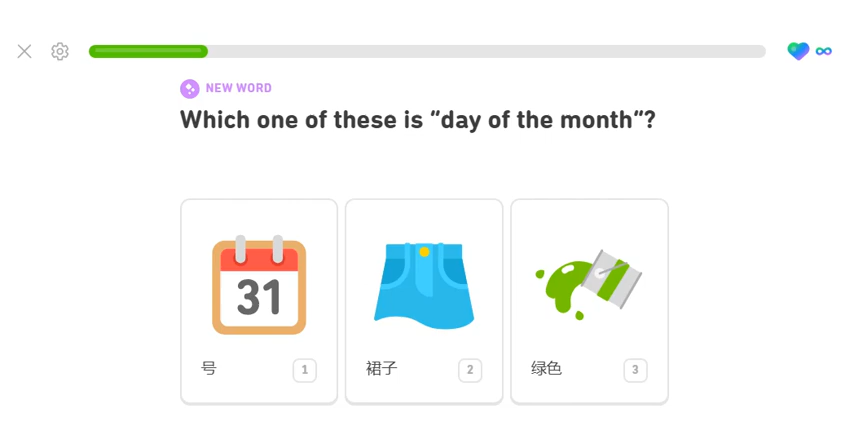 NEW WORD
Which one of these is “day of the month“?
31
号 1
裙子 2
绿色 3